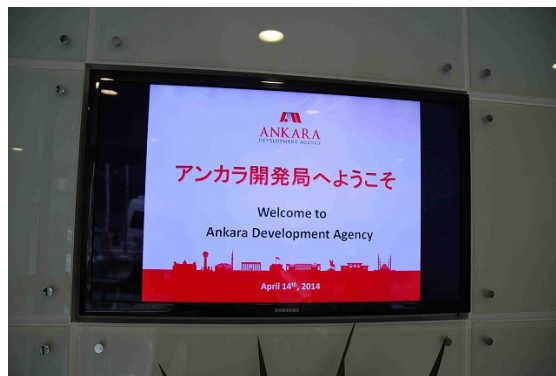 ANKARA
DEVELOPMENT AGENCY
アンカラ開発局へようこそ
Welcome to
Ankara Development Agency
April 14th, 2014
SAMSUNG